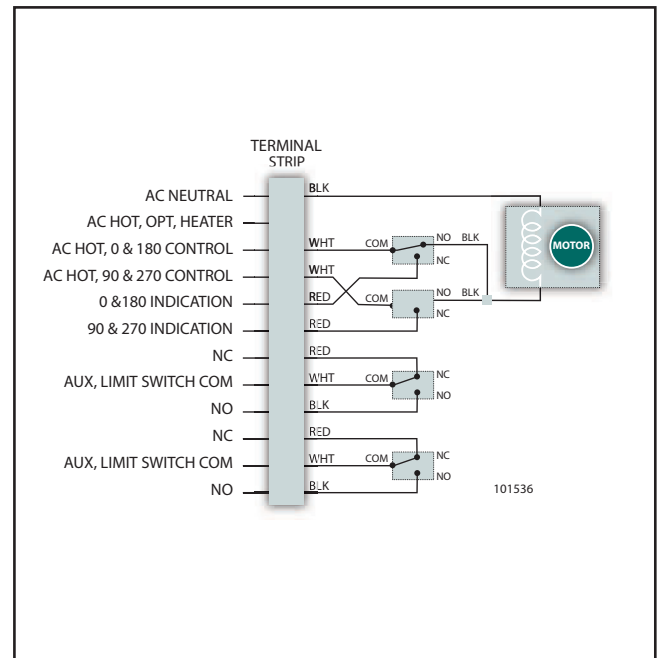 TERMINAL
STRIP
AC NEUTRAL
BLK
AC HOT, OPT, HEATER
AC HOT, 0 & 180 CONTROL
WHT
COM
NO
BLK
NC
MOTOR
AC HOT, 90 & 270 CONTROL
WHT
0 &180 INDICATION
RED
COM
NO
BLK
NC
90 & 270 INDICATION
RED
NC
RED
AUX, LIMIT SWITCH COM
WHT
COM
NC
NO
NO
BLK
NC
RED
AUX, LIMIT SWITCH COM
WHT
COM
NC
NO
NO
BLK
101536